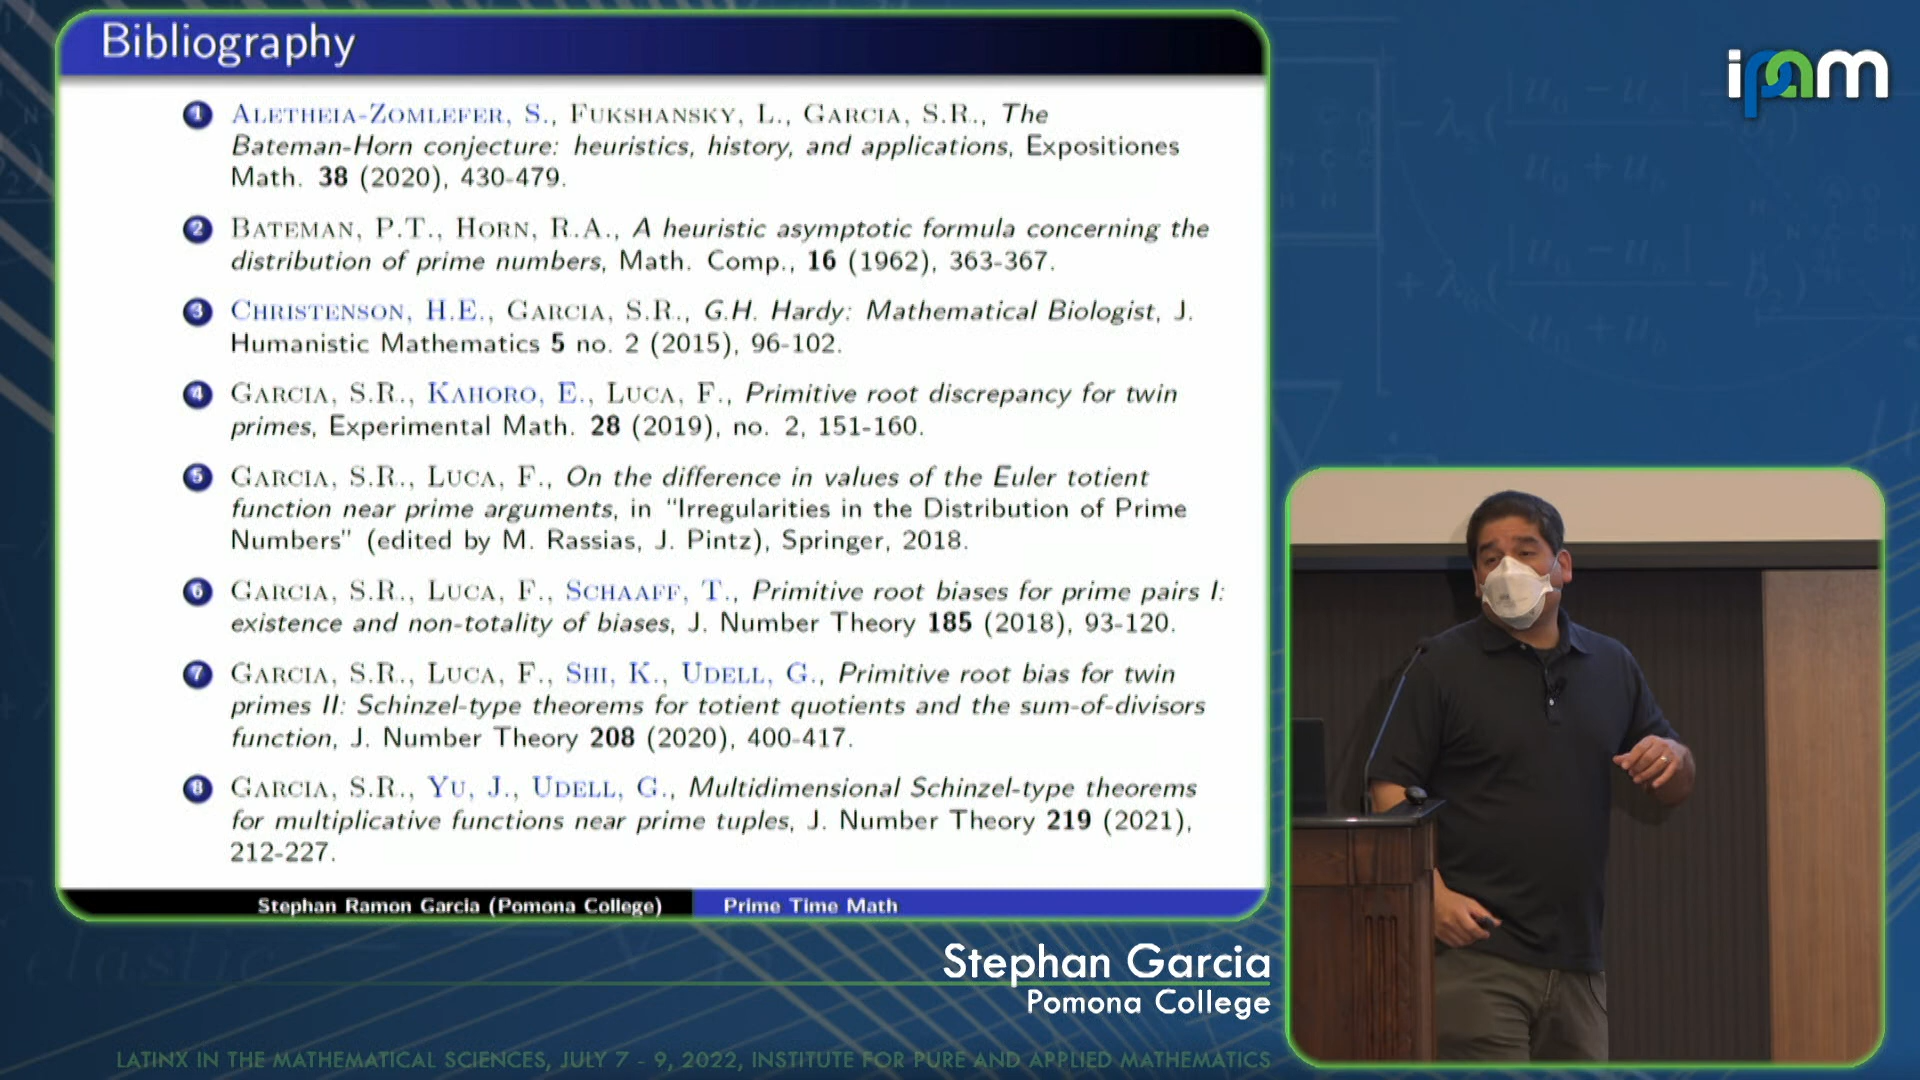 Bibliography
ipam
1 ALETHEIA-ZOMLEFER, S., FUKSHANSKY, L., GARCIA, S.R., The
Bateman-Horn conjecture: heuristics, history, and applications, Expositiones
Math. 38 (2020), 430-479.
2 BATEMAN, P.T., HORN, R.A., A heuristic asymptotic formula concerning the
distribution of prime numbers, Math. Comp., 16 (1962), 363-367.
3 CHRISTENSON, H.E., GARCIA, S.R., G.H. Hardy: Mathematical Biologist, J.
Humanistic Mathematics 5 no. 2 (2015), 96-102.
4 GARCIA, S.R., KAHORO, E., LUCA, F., Primitive root discrepancy for twin
primes, Experimental Math. 28 (2019), no. 2, 151-160.
5 GARCIA, S.R., LUCA, F., On the difference in values of the Euler totient
function near prime arguments, in “Irregularities in the Distribution of Prime
Numbers” (edited by M. Rassias, J. Pintz), Springer, 2018.
6 GARCIA, S.R., LUCA, F., SCHAAFF, T., Primitive root biases for prime pairs I:
existence and non-totality of biases, J. Number Theory 185 (2018), 93-120.
7 GARCIA, S.R., LUCA, F., SHI, K., UDELL, G., Primitive root bias for twin
primes II: Schinzel-type theorems for totient quotients and the sum-of-divisors
function, J. Number Theory 208 (2020), 400-417.
8 GARCIA, S.R., YU, J., UDELL, G., Multidimensional Schinzel-type theorems
for multiplicative functions near prime tuples, J. Number Theory 219 (2021),
212-227.
Stephan Ramon Garcia (Pomona College) Prime Time Math
Stephan Garcia
Pomona College
LATINX IN THE MATHEMATICAL SCIENCES, JULY 7 - 9, 2022, INSTITUTE FOR PURE AND APPLIED MATHEMATICS